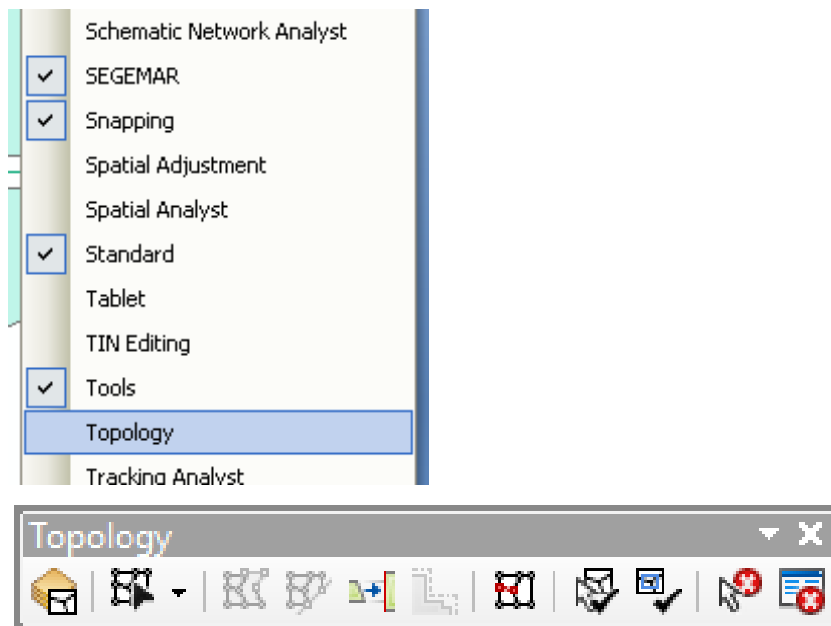 Schematic Network Analyst
SEGEMAR
Snapping
Spatial Adjustment
Spatial Analyst
Standard
Tablet
TIN Editing
Tools
Topology
Tracking Analyst
Topology